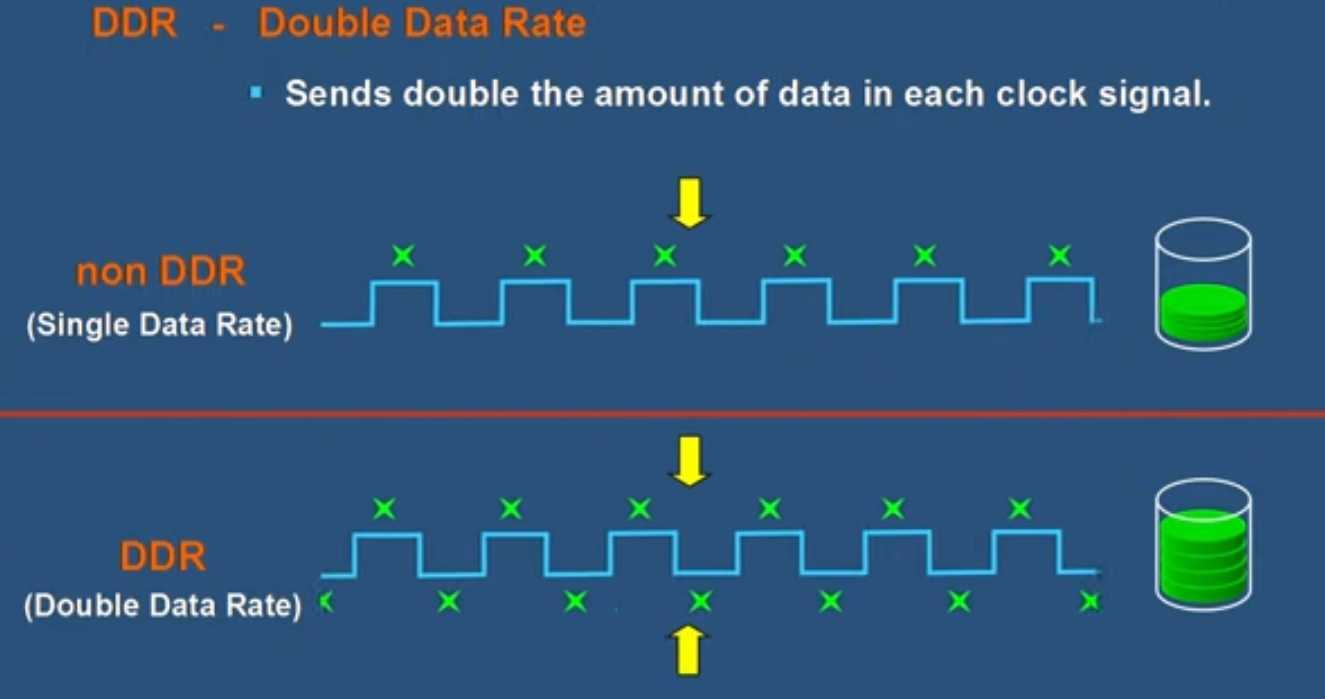 DDR - Double Data Rate
▪ Sends double the amount of data in each clock signal.
non DDR
(Single Data Rate)
DDR
(Double Data Rate)